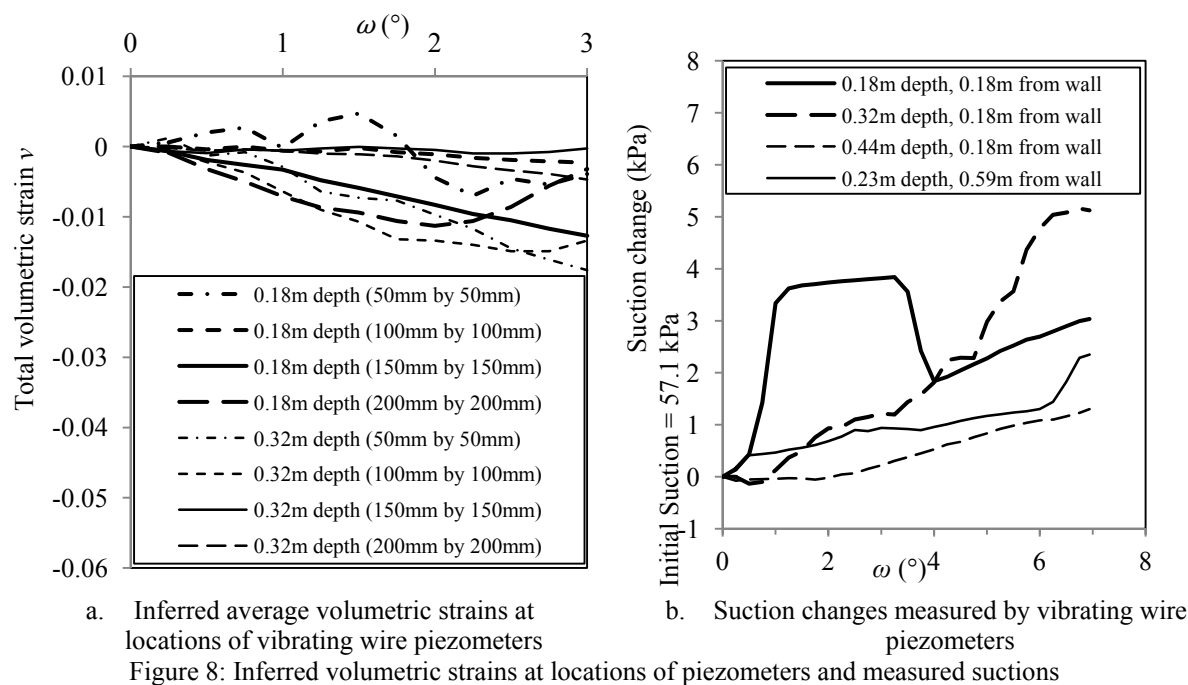 ω (°)
0 1 2 3
0.01
0
-0.01
-0.02
-0.03
-0.04
-0.05
-0.06
Total volumetric strain v
0.18m depth (50mm by 50mm)
0.18m depth (100mm by 100mm)
0.18m depth (150mm by 150mm)
0.18m depth (200mm by 200mm)
0.32m depth (50mm by 50mm)
0.32m depth (100mm by 100mm)
0.32m depth (150mm by 150mm)
0.32m depth (200mm by 200mm)
a. Inferred average volumetric strains at
locations of vibrating wire piezometers
8
7
6
5
4
3
2
1
0
-1
Suction change (kPa)
Initial Suction = 57.1 kPa
0.18m depth, 0.18m from wall
0.32m depth, 0.18m from wall
0.44m depth, 0.18m from wall
0.23m depth, 0.59m from wall
0 2 4 6 8
ω (°)
b. Suction changes measured by vibrating wire
piezometers
Figure 8: Inferred volumetric strains at locations of piezometers and measured suctions